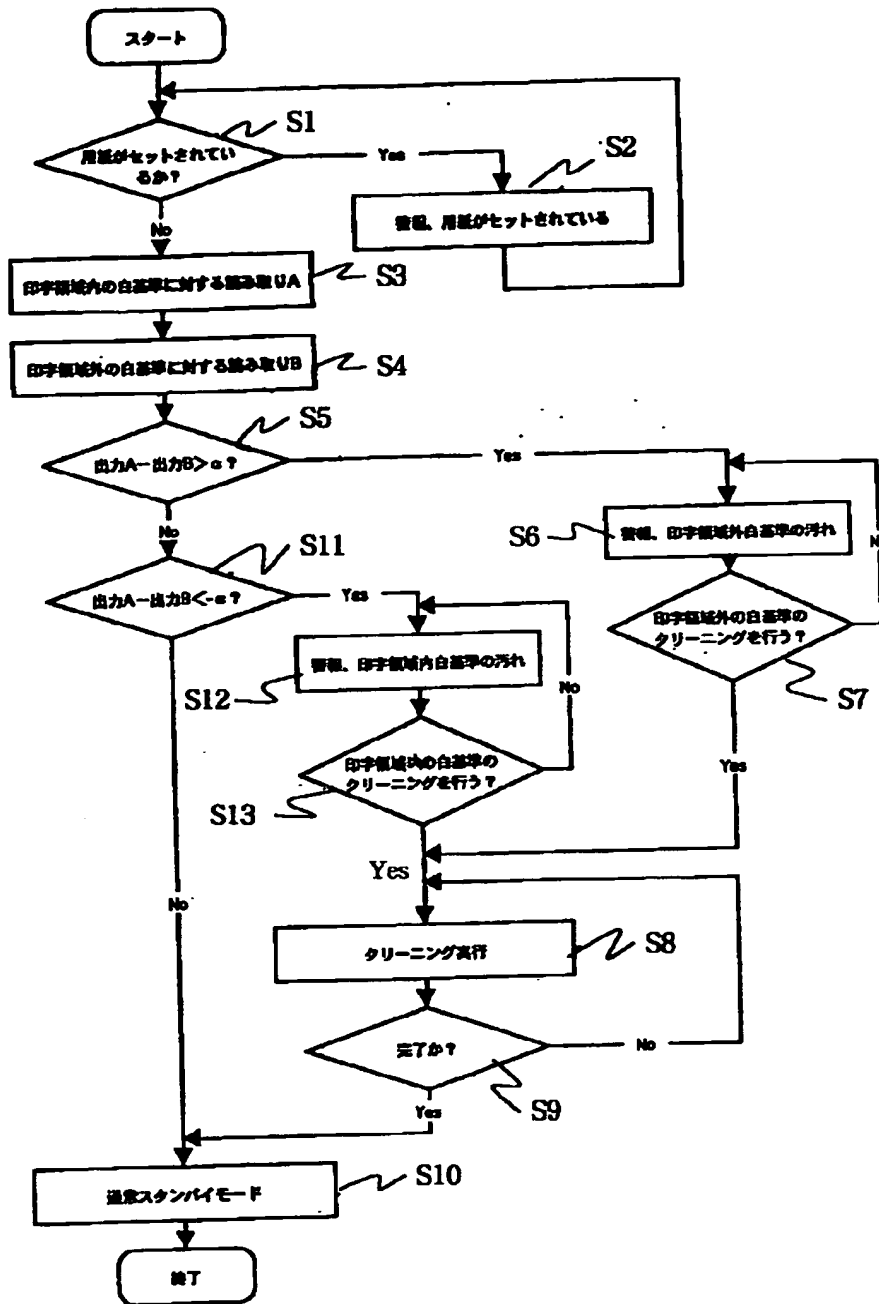 スタート
S1
用紙がセットされてい
るか？
Yes
S2
警報、用紙がセットされている
No
印字領域内の白基準に対する読み取りA
S3
印字領域外の白基準に対する読み取りB
S4
S5
出力A－出力B＞α？
Yes
No
S6
警報、印字領域外白基準の汚れ
S11
出力A－出力B＜-α？
Yes
印字領域外の白基準の
クリーニングを行う？
S7
警報、印字領域内白基準の汚れ
S12
No
印字領域内の白基準の
クリーニングを行う？
S13
Yes
Yes
No
クリーニング実行
S8
完了か？
No
S9
Yes
S10
スタンバイモード
終了